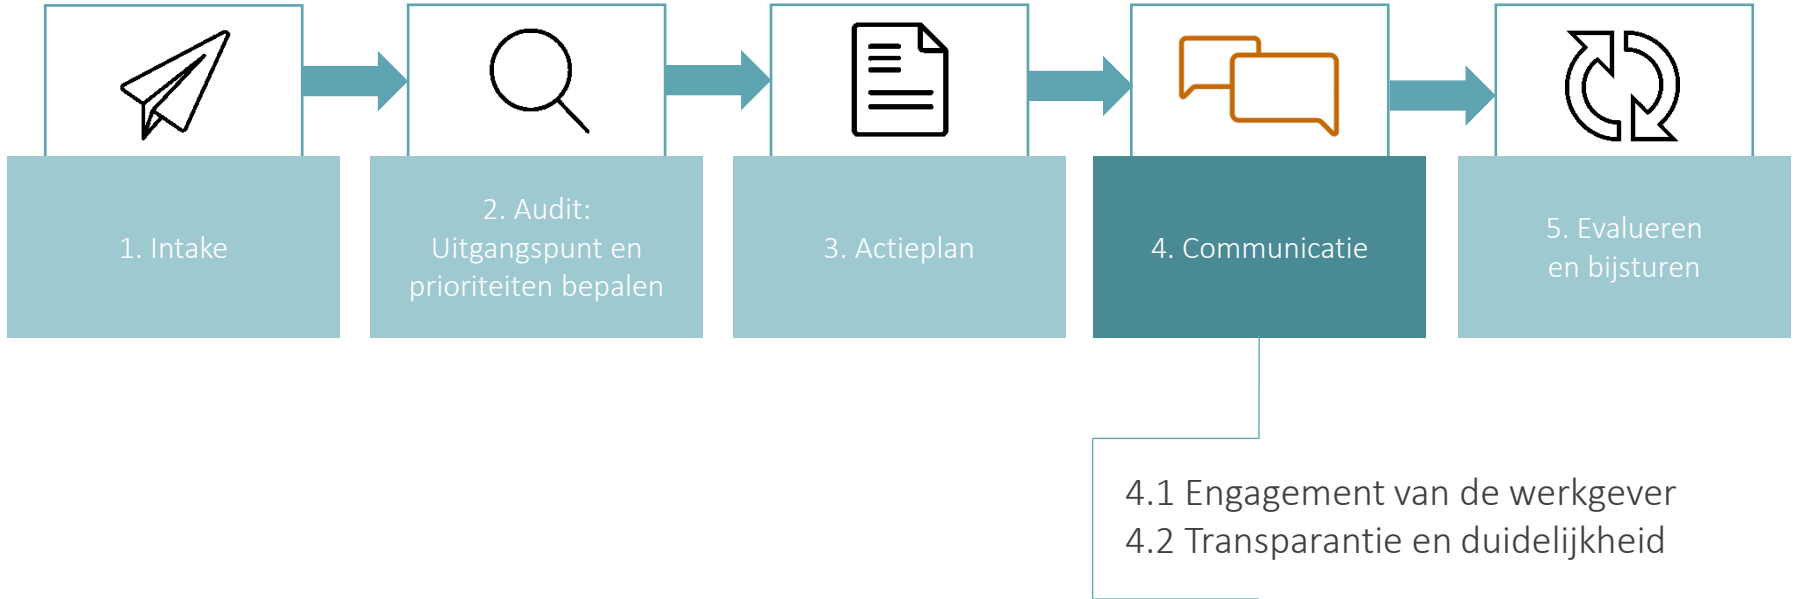 1. Intake
2. Audit:
Uitgangspunt en
prioriteiten bepalen
3. Actieplan
4. Communicatie
5. Evalueren
en bijsturen
4.1 Engagement van de werkgever
4.2 Transparantie en duidelijkheid